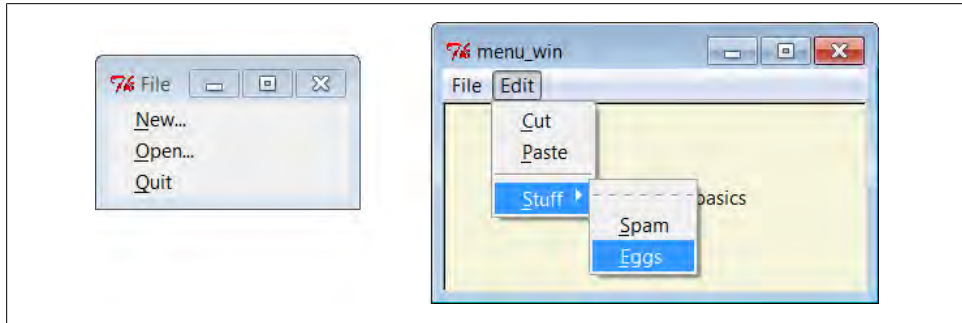 File
New...
Open...
Quit
menu_win
File Edit
Cut
Paste
Stuff
basics
Spam
Eggs